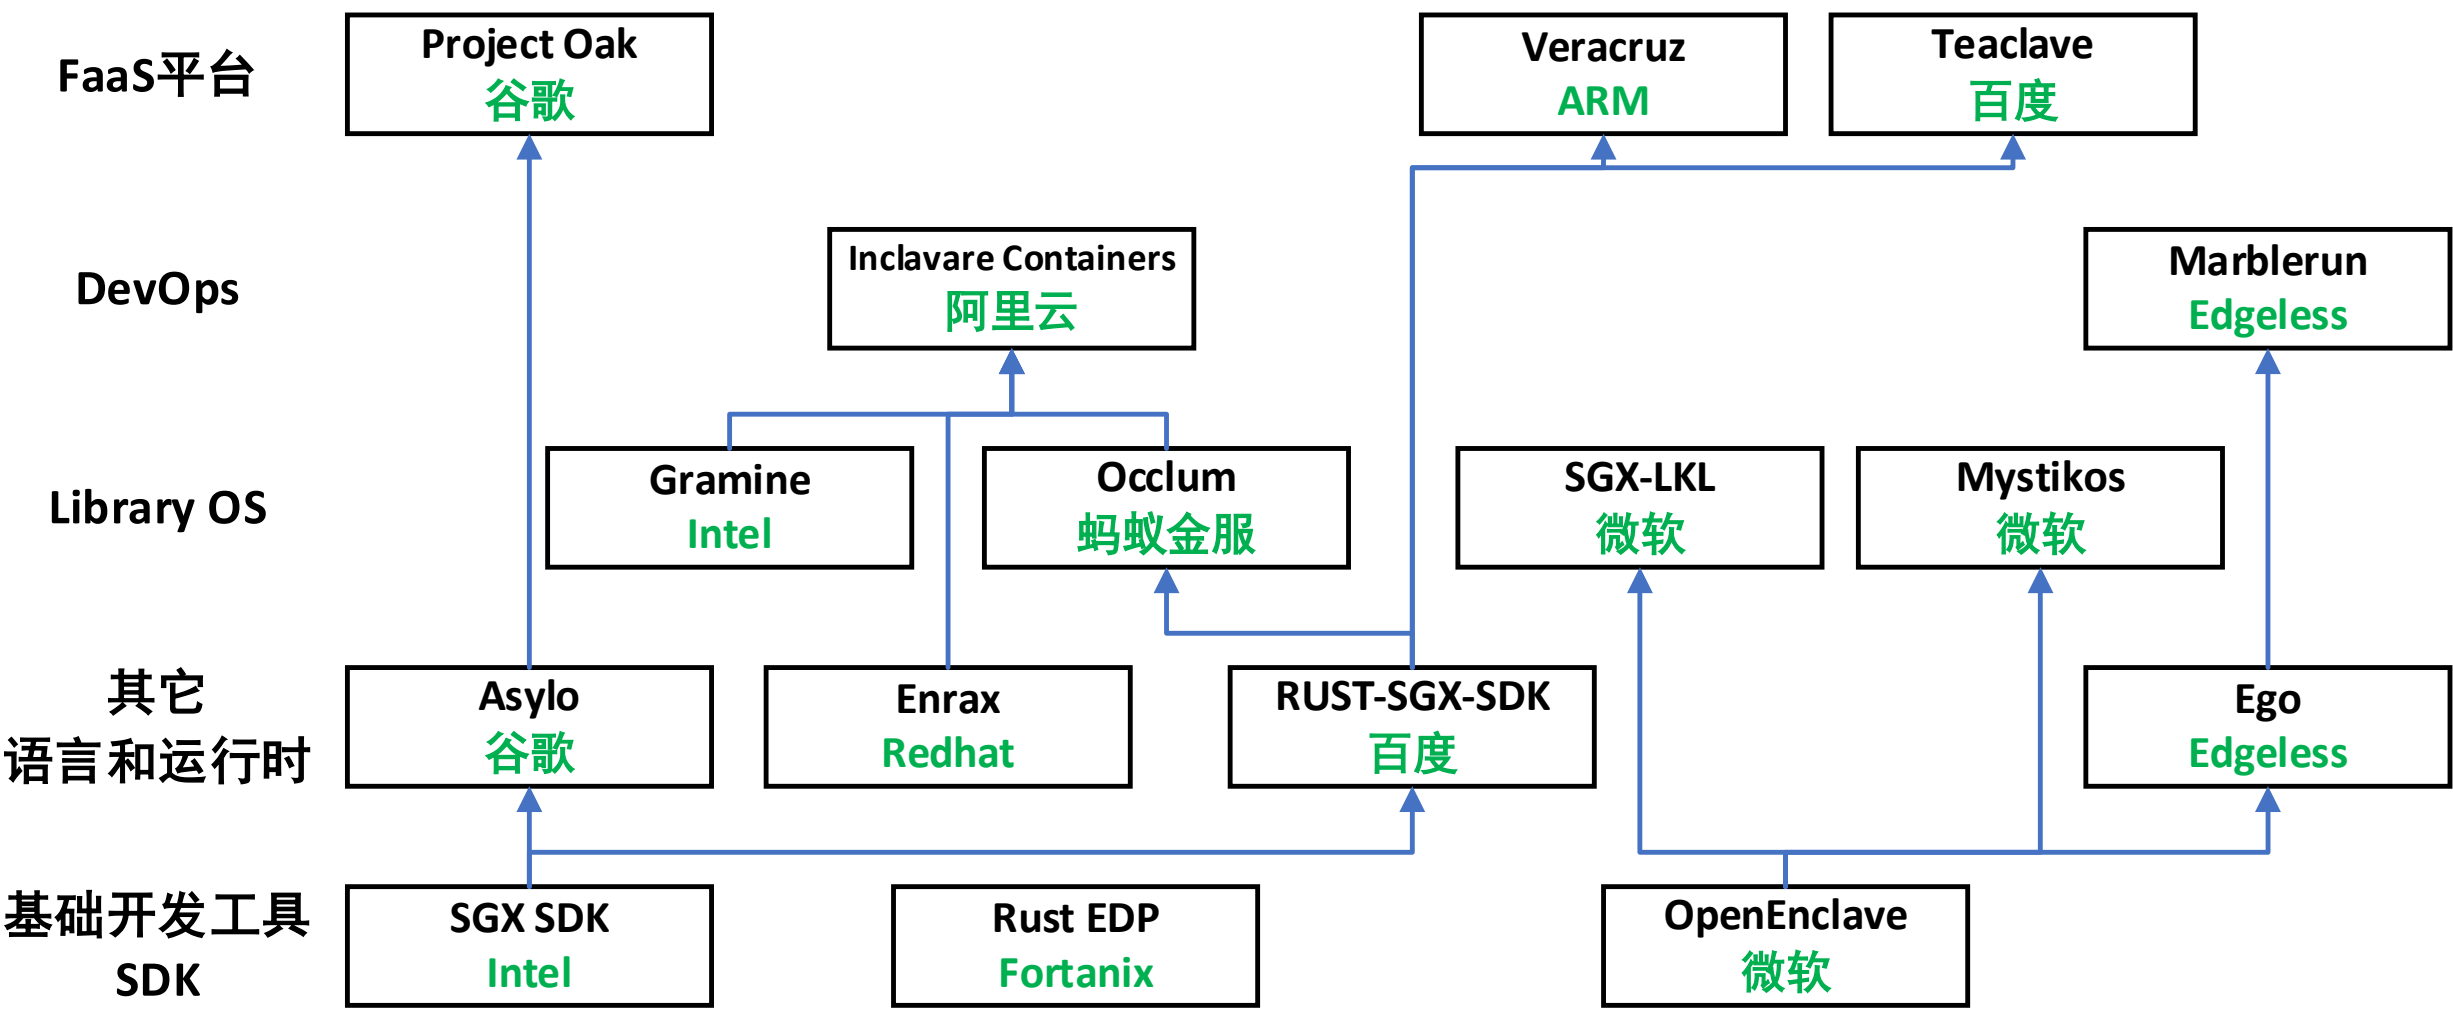 FaaS平台
Project Oak
谷歌
Veracruz
ARM
Teaclave
百度
DevOps
Inclavare Containers
阿里云
Marblerun
Edgeless
Library OS
Gramine
Intel
Occlum
蚂蚁金服
SGX-LKL
微软
Mystikos
微软
其它
语言和运行时
Asylo
谷歌
Enrax
Redhat
RUST-SGX-SDK
百度
Ego
Edgeless
基础开发工具
SDK
SGX SDK
Intel
Rust EDP
Fortanix
OpenEnclave
微软